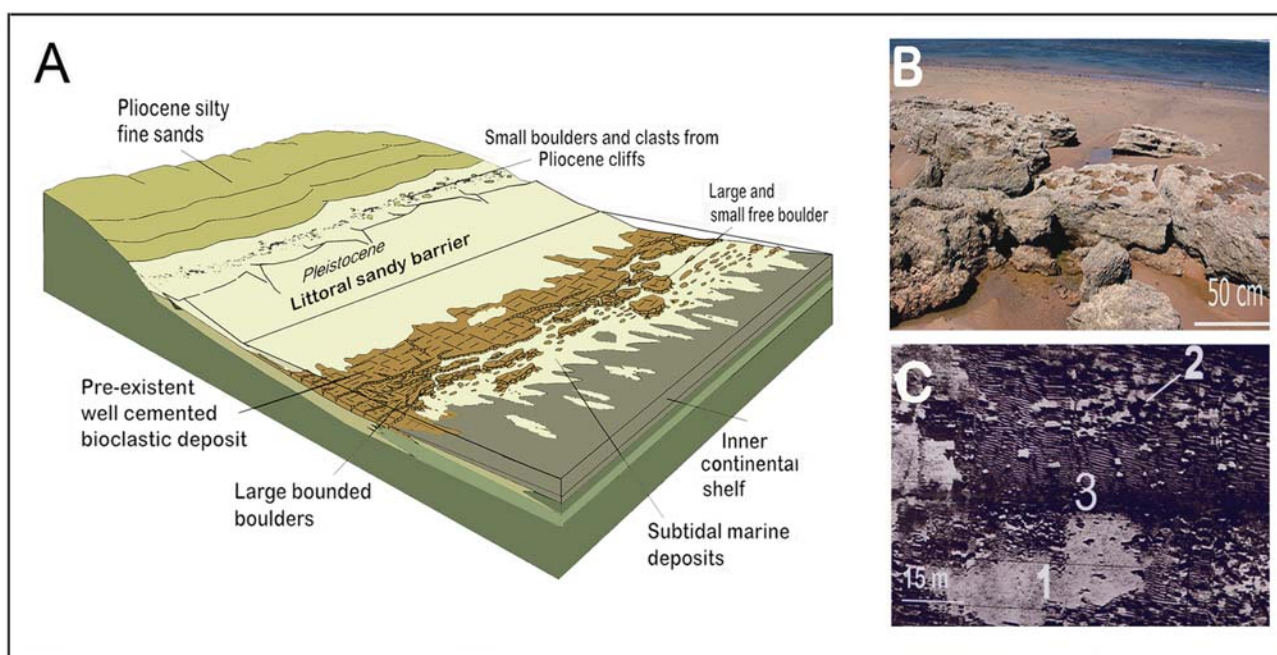 A
Pliocene silty
fine sands
Small boulders and clasts from
Pliocene cliffs
Large and
small free boulder
Pleistocene
Littoral sandy barrier
Pre-existent
well cemented
bioclastic deposit
Large bounded
boulders
Inner
continental
shelf
Subtidal marine
deposits
B
50 cm
C
2
3
1
15 m